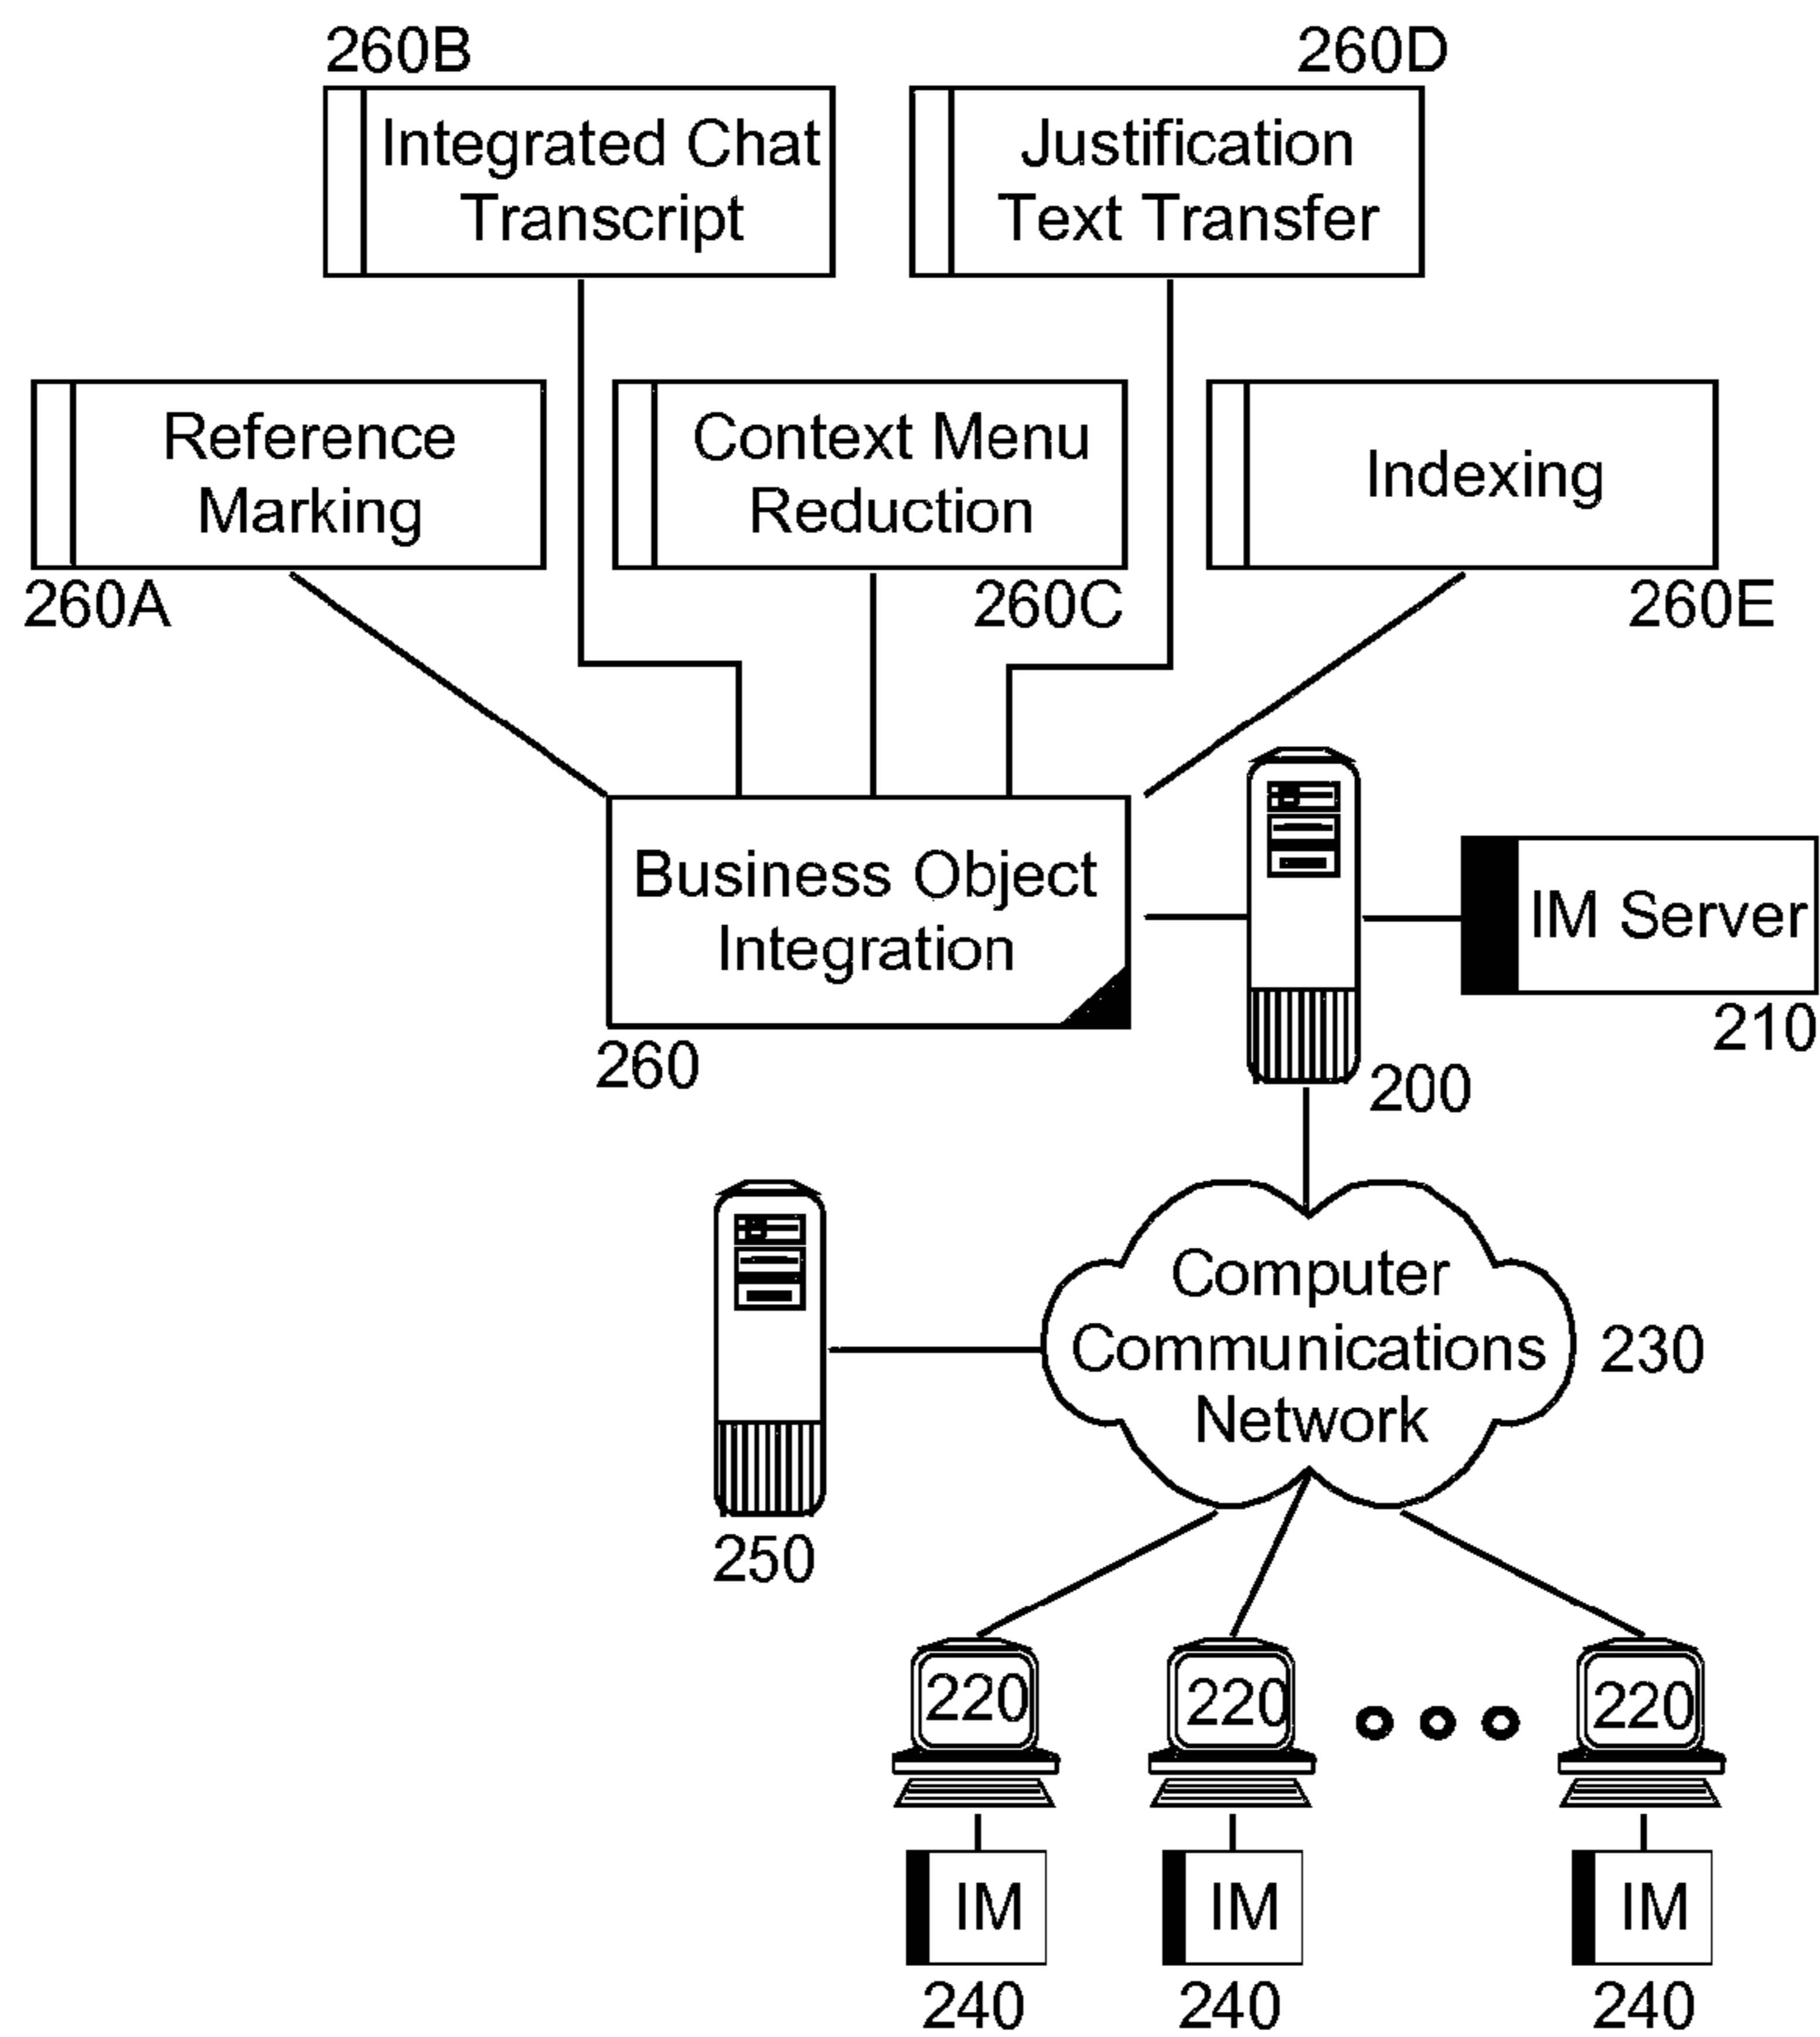 260B
Integrated Chat
Transcript
260D
Justification
Text Transfer
Reference
Marking
260A
Context Menu
Reduction
260C
Indexing
260E
Business Object
Integration
260
200
IM Server
210
250
Computer
Communications
Network
230
220
220
220
IM
IM
IM
240
240
240